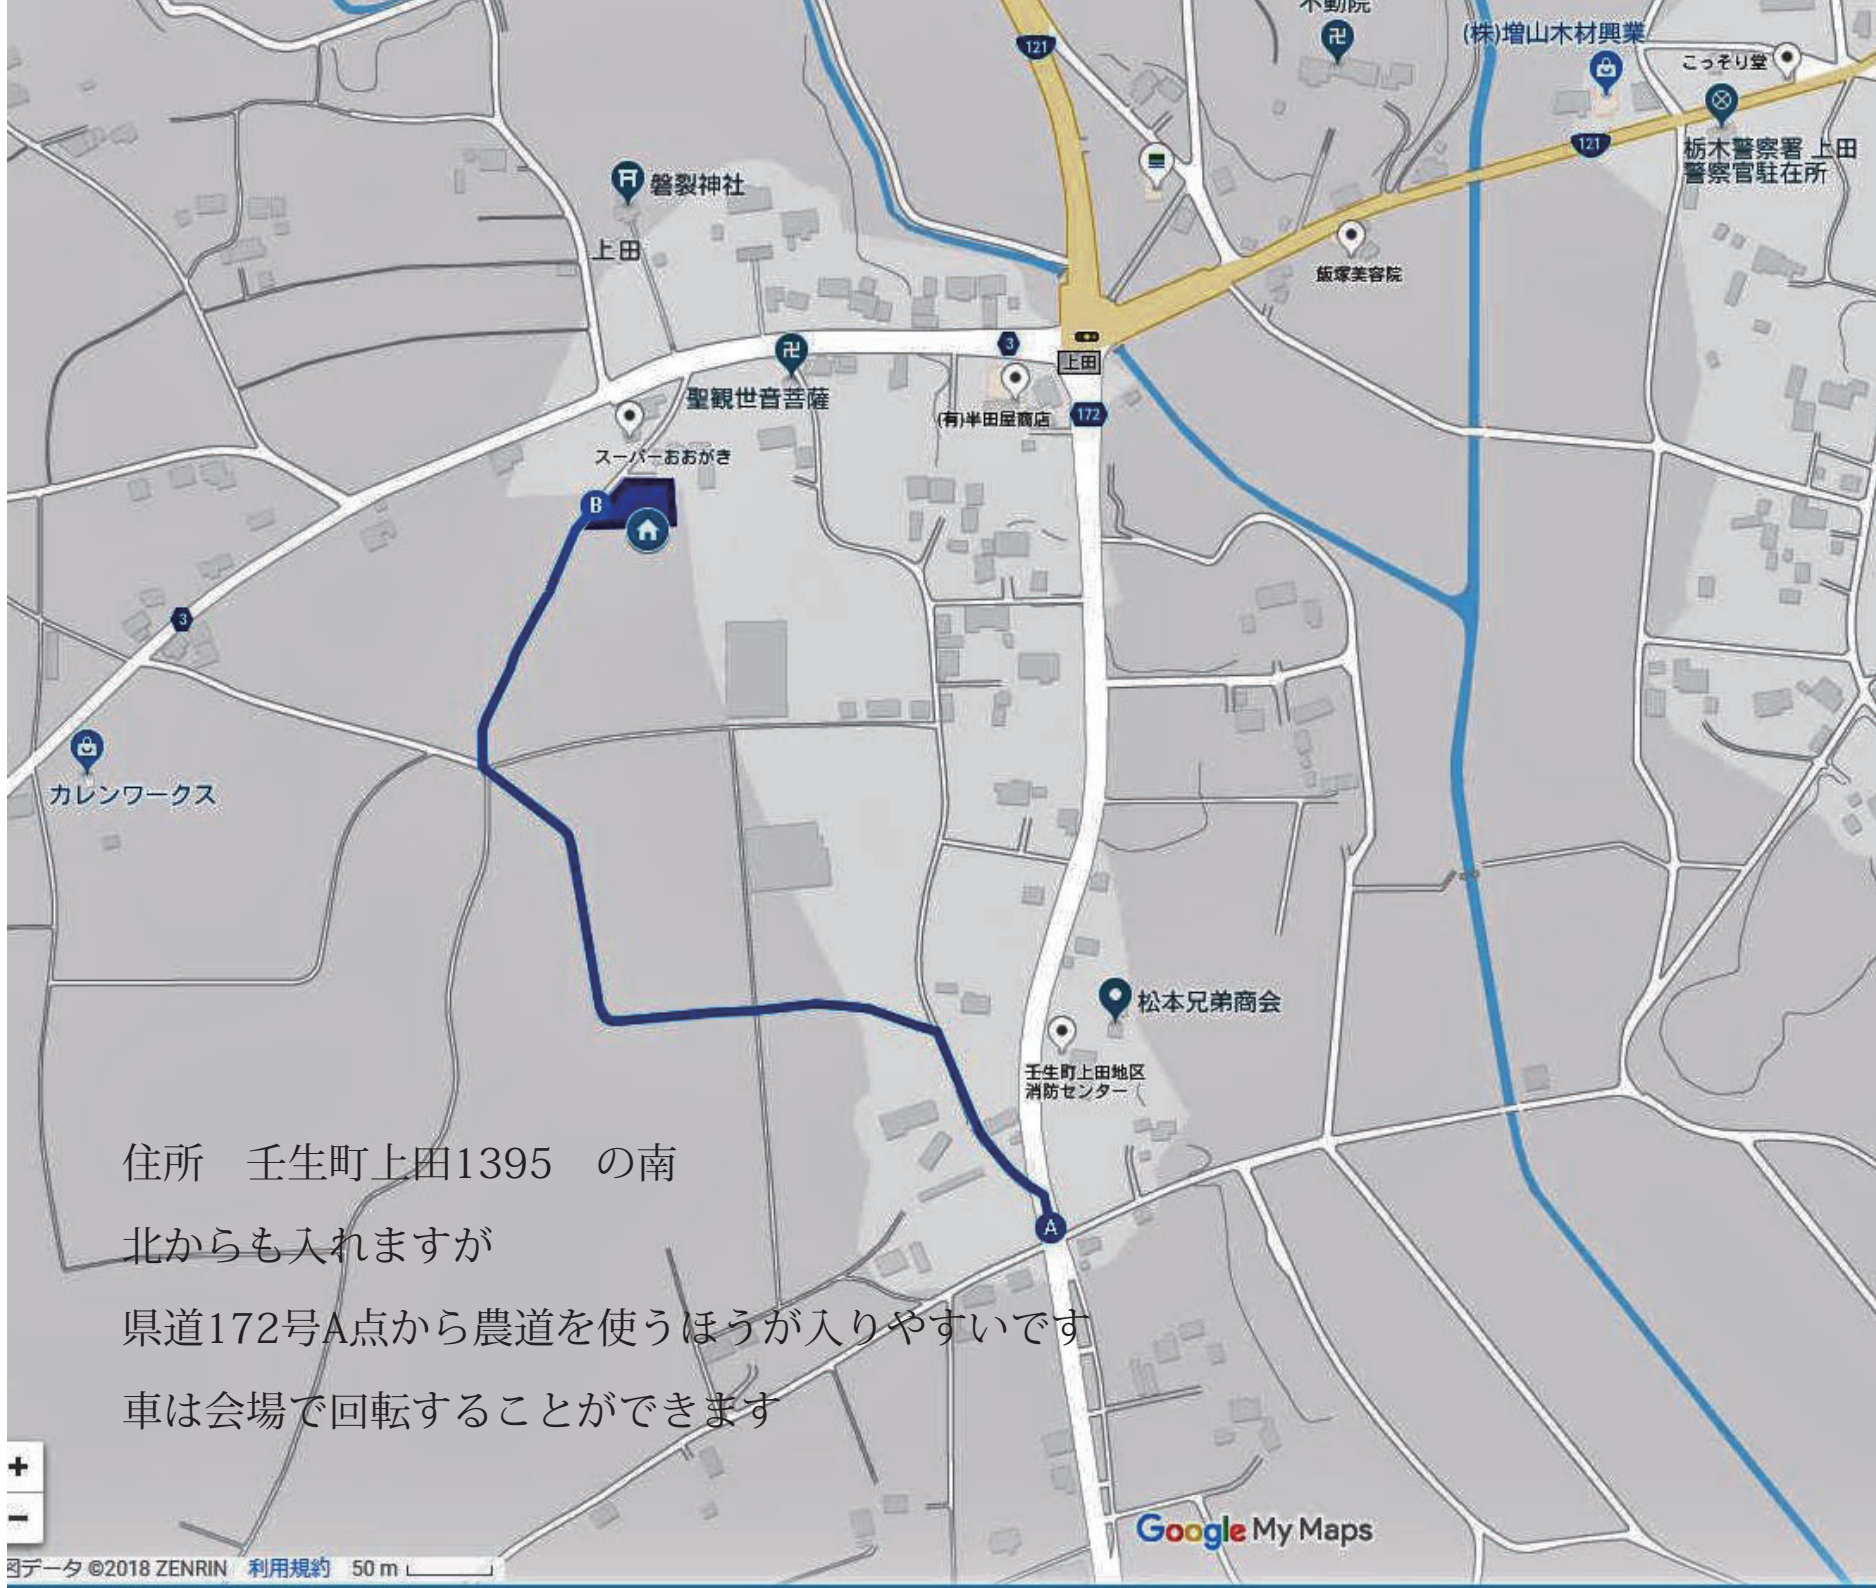 不動院
(株)増山木材興業
こっそり堂
121
121
栃木警察署 上田
警察官駐在所
磐裂神社
上田
飯塚美容院
3
上田
聖観世音菩薩
(有)半田屋商店
172
スーパーおおがき
B
3
カレンワークス
松本兄弟商会
壬生町上田地区
消防センター
A
住所 壬生町上田1395 の南
北からも入れますが
県道172号A点から農道を使うほうが入りやすいです
車は会場で回転することができます
+
−
Google My Maps
図データ ©2018 ZENRIN 利用規約 50 m